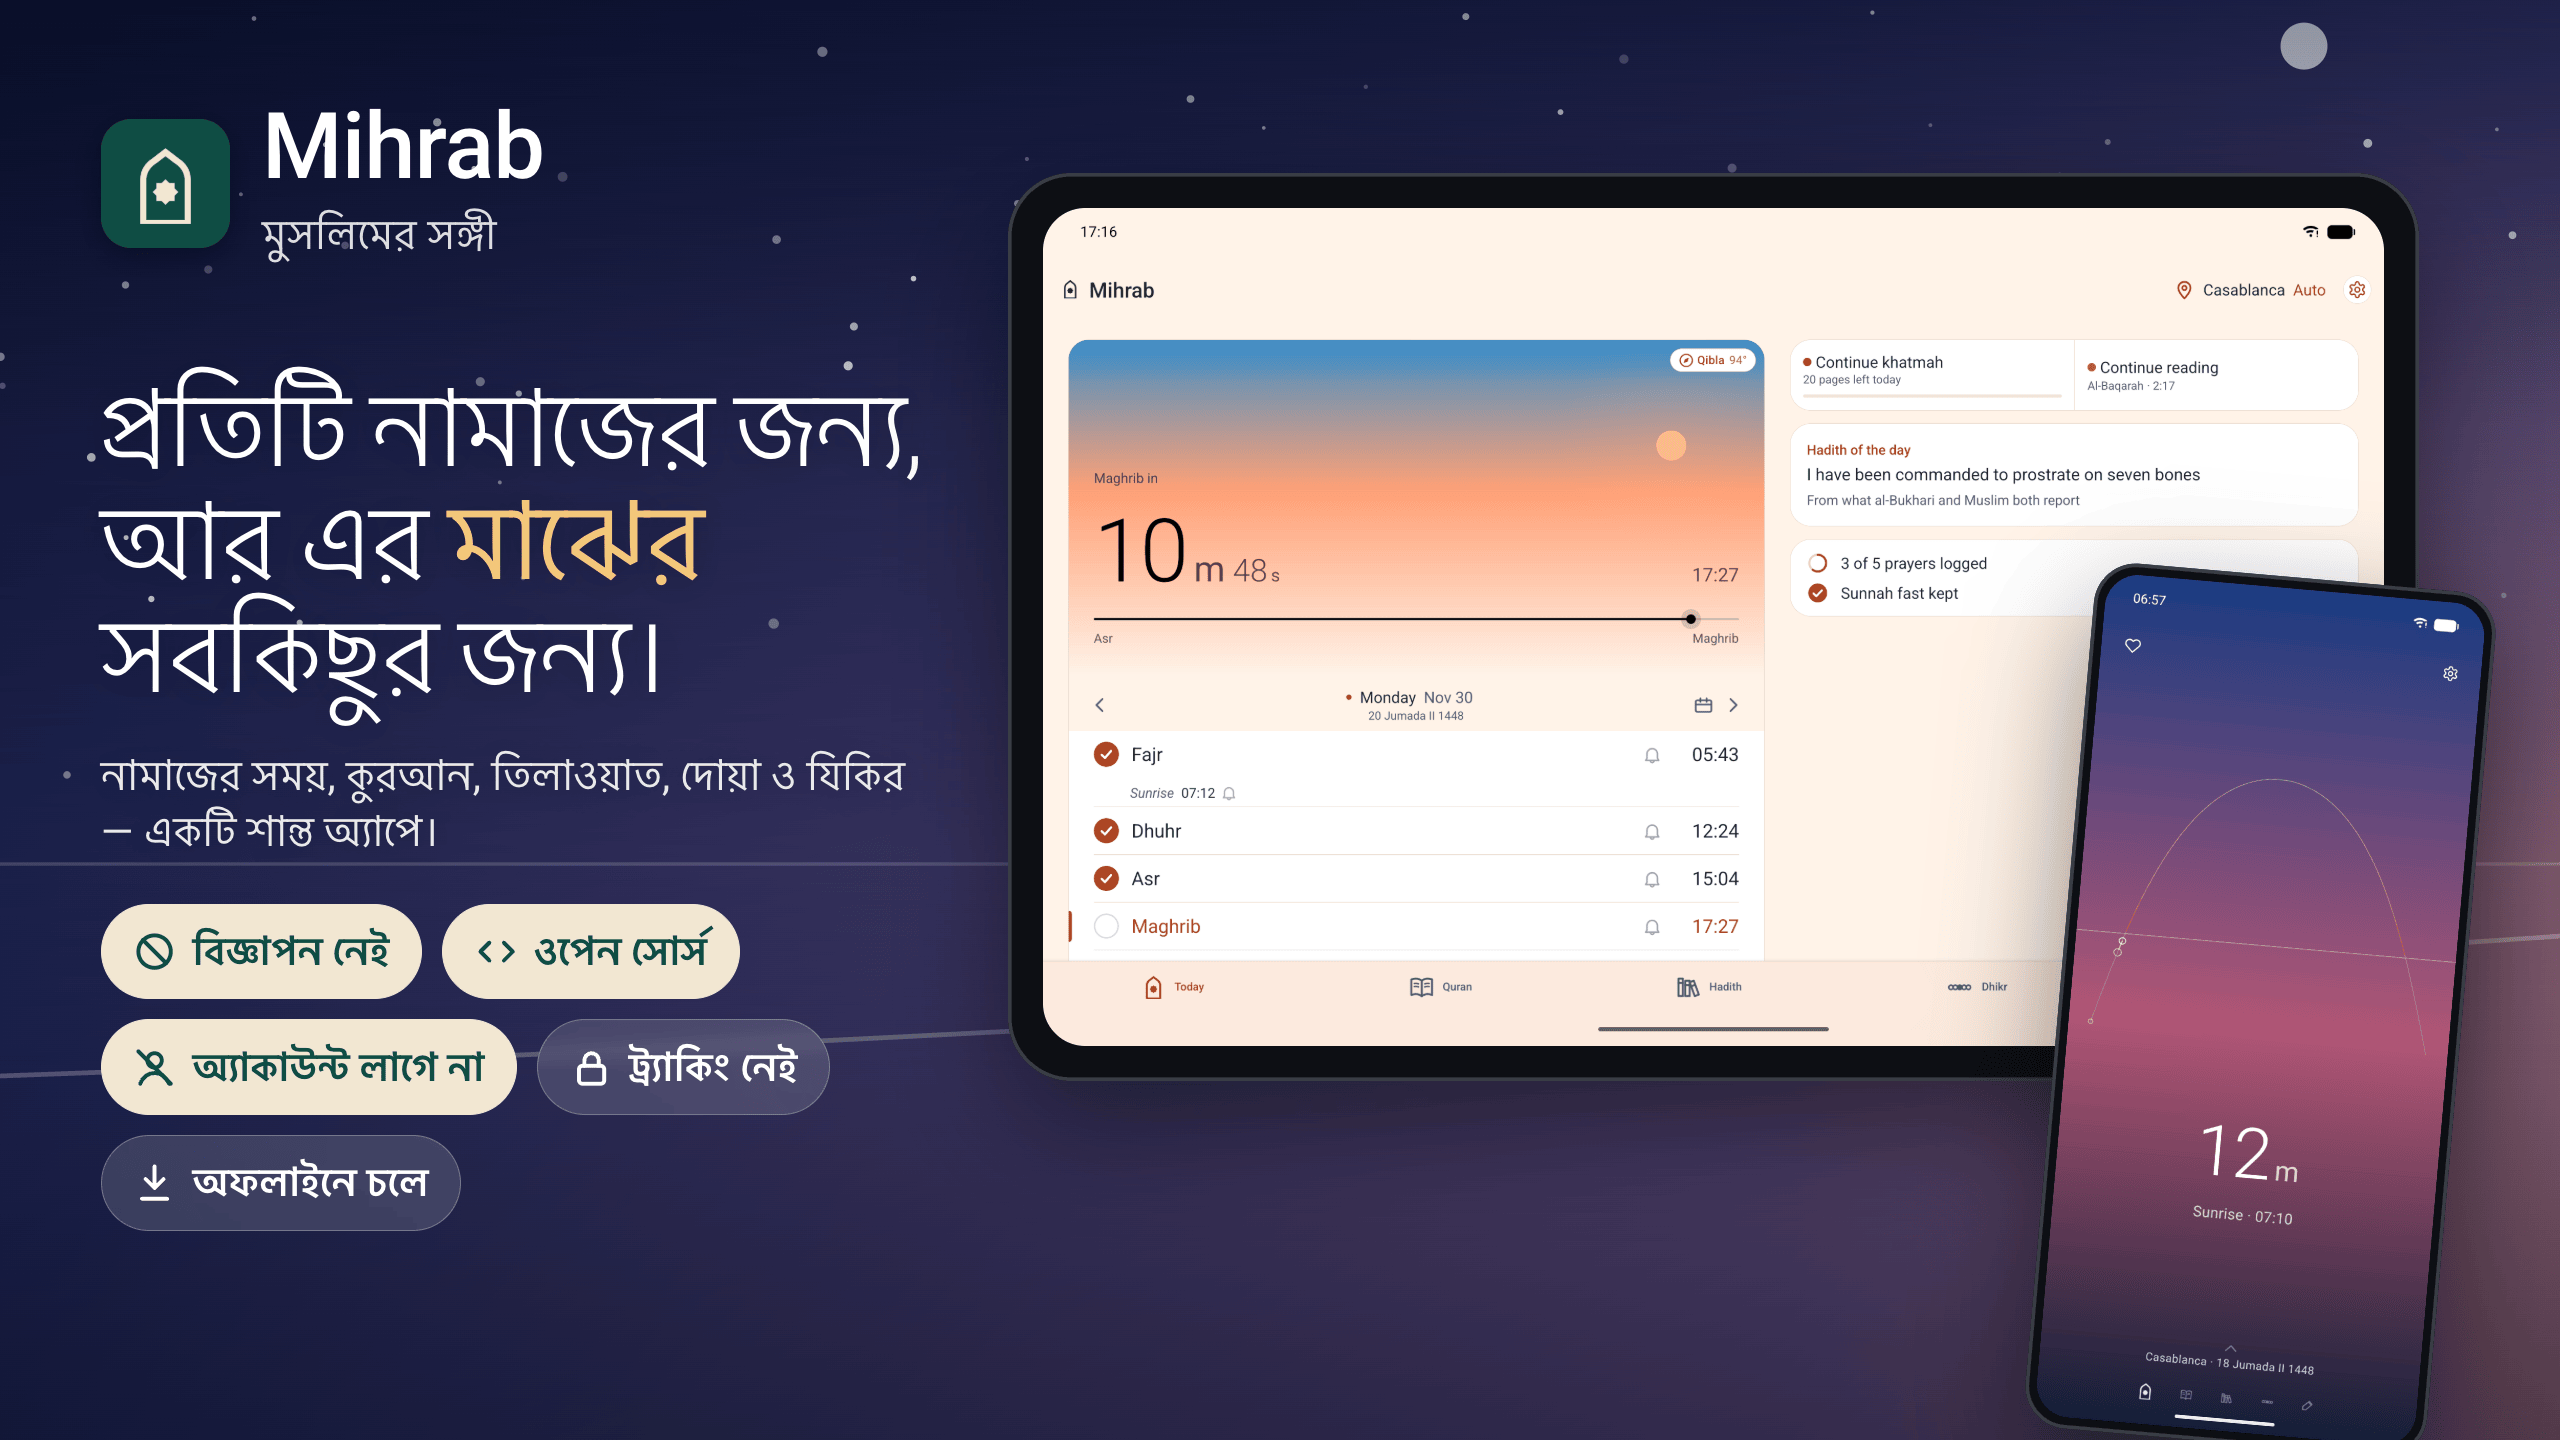 Mihrab
মুসলিমের সঙ্গী
প্রতিটি নামাজের জন্য,
আর এর মাঝের
সবকিছুর জন্য।
নামাজের সময়, কুরআন, তিলাওয়াত, দোয়া ও যিকির
— একটি শান্ত অ্যাপে।
বিজ্ঞাপন নেই
ওপেন সোর্স
অ্যাকাউন্ট লাগে না
ট্র্যাকিং নেই
অফলাইনে চলে
17:16
Mihrab
Casablanca Auto
Qibla 94°
Maghrib in
10 m 48 s
17:27
Asr
Maghrib
Monday Nov 30
20 Jumada II 1448
Fajr 05:43
Sunrise 07:12
Dhuhr 12:24
Asr 15:04
Maghrib 17:27
Continue khatmah
20 pages left today
Continue reading
Al-Baqarah · 2:17
Hadith of the day
I have been commanded to prostrate on seven bones
From what al-Bukhari and Muslim both report
3 of 5 prayers logged
Sunnah fast kept
Today
Quran
Hadith
Dhikr
06:57
12 m
Sunrise · 07:10
Casablanca · 18 Jumada II 1448